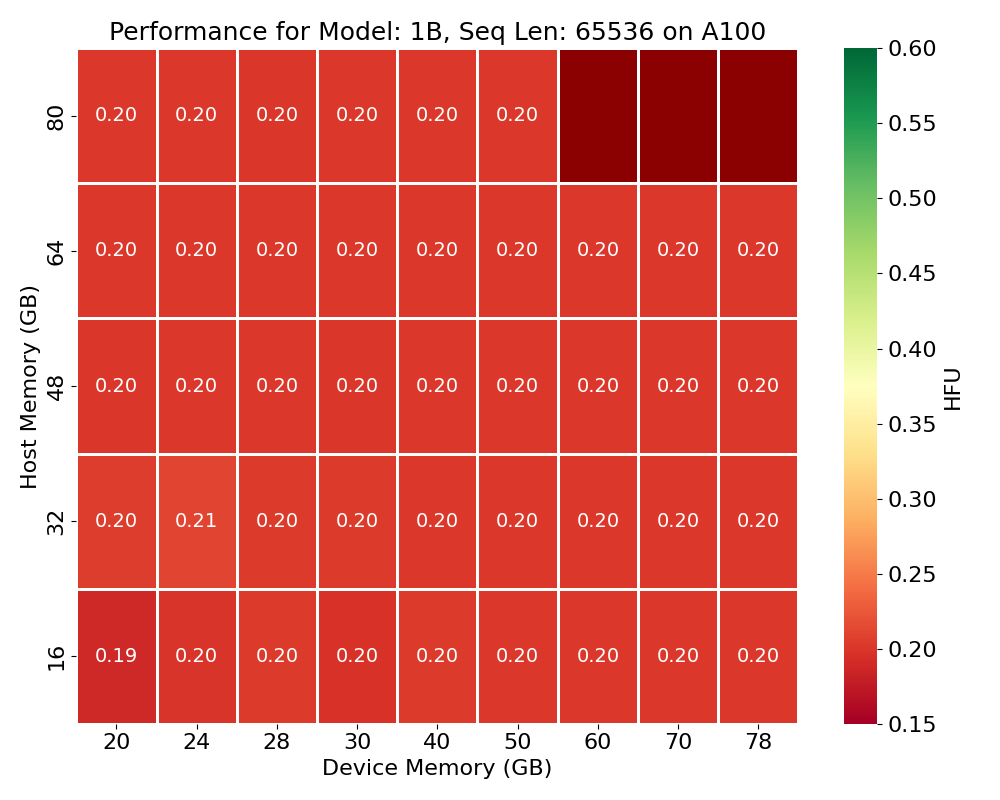 Performance for Model: 1B, Seq Len: 65536 on A100
80 0.20 0.20 0.20 0.20 0.20 0.20
64 0.20 0.20 0.20 0.20 0.20 0.20 0.20 0.20 0.20
48 0.20 0.20 0.20 0.20 0.20 0.20 0.20 0.20 0.20
32 0.20 0.21 0.20 0.20 0.20 0.20 0.20 0.20 0.20
16 0.19 0.20 0.20 0.20 0.20 0.20 0.20 0.20 0.20
20 24 28 30 40 50 60 70 78
Device Memory (GB)
Host Memory (GB)
0.60
0.55
0.50
0.45
0.40
0.35
0.30
0.25
0.20
0.15
HFU